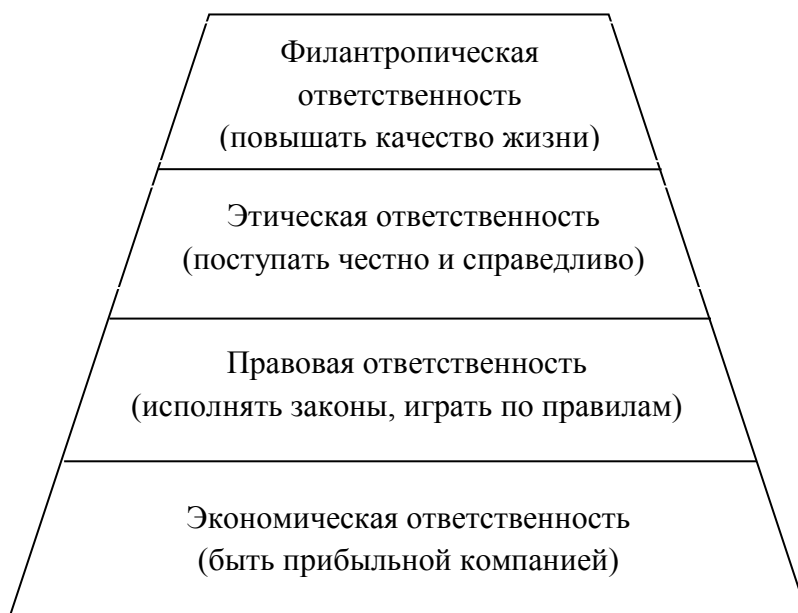 Филантропическая
ответственность
(повышать качество жизни)
Этическая ответственность
(поступать честно и справедливо)
Правовая ответственность
(исполнять законы, играть по правилам)
Экономическая ответственность
(быть прибыльной компанией)